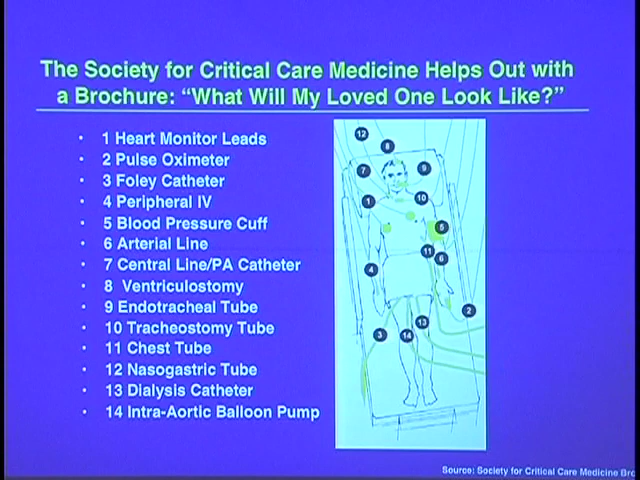 The Society for Critical Care Medicine Helps Out with
a Brochure: “What Will My Loved One Look Like?”
• 1 Heart Monitor Leads
• 2 Pulse Oximeter
• 3 Foley Catheter
• 4 Peripheral IV
• 5 Blood Pressure Cuff
• 6 Arterial Line
• 7 Central Line/PA Catheter
• 8 Ventriculostomy
• 9 Endotracheal Tube
• 10 Tracheostomy Tube
• 11 Chest Tube
• 12 Nasogastric Tube
• 13 Dialysis Catheter
• 14 Intra-Aortic Balloon Pump
12
8
7
9
1
10
5
11
6
4
2
13
3
14
Source: Society for Critical Care Medicine Bro